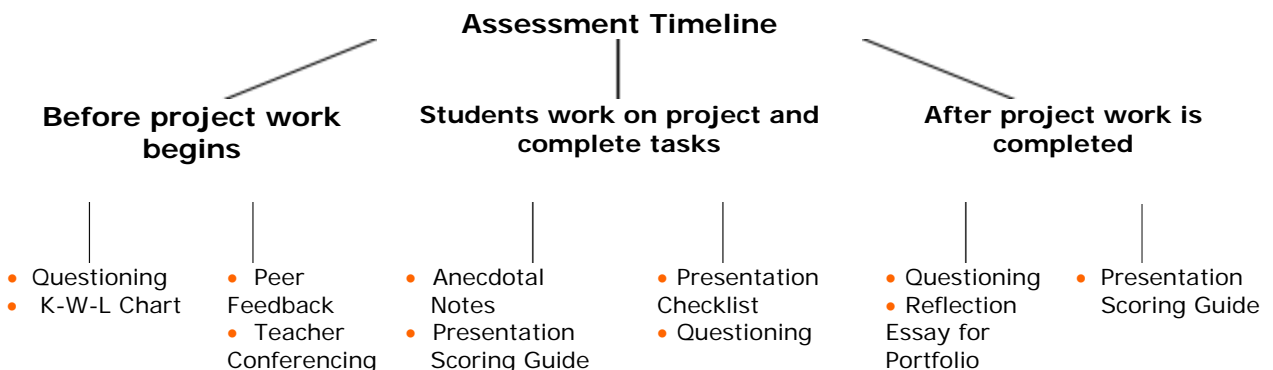 Assessment Timeline
Before project work
begins
Students work on project and
complete tasks
After project work is
completed
• Questioning
• K-W-L Chart
• Peer
Feedback
• Teacher
Conferencing
• Anecdotal
Notes
• Presentation
Scoring Guide
• Presentation
Checklist
• Questioning
• Questioning
• Reflection
Essay for
Portfolio
• Presentation
Scoring Guide